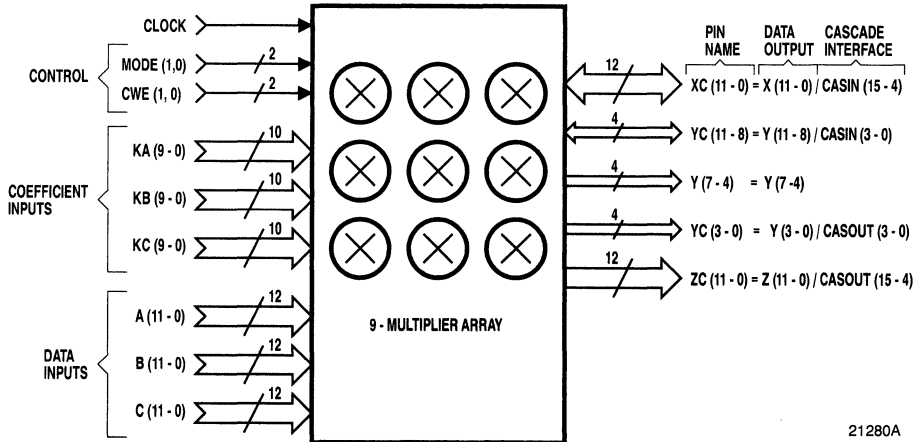 CLOCK
CONTROL
MODE (1,0)
2
CWE (1, 0)
2
COEFFICIENT
INPUTS
KA (9 - 0)
10
KB (9 - 0)
10
KC (9 - 0)
10
DATA
INPUTS
A (11 - 0)
12
B (11 - 0)
12
C (11 - 0)
12
9 - MULTIPLIER ARRAY
PIN NAME
DATA OUTPUT
CASCADE INTERFACE
12
XC (11 - 0) = X (11 - 0) / CASIN (15 - 4)
4
YC (11 - 8) = Y (11 - 8) / CASIN (3 - 0)
4
Y (7 - 4) = Y (7 - 4)
4
YC (3 - 0) = Y (3 - 0) / CASOUT (3 - 0)
12
ZC (11 - 0) = Z (11 - 0) / CASOUT (15 - 4)
21280A